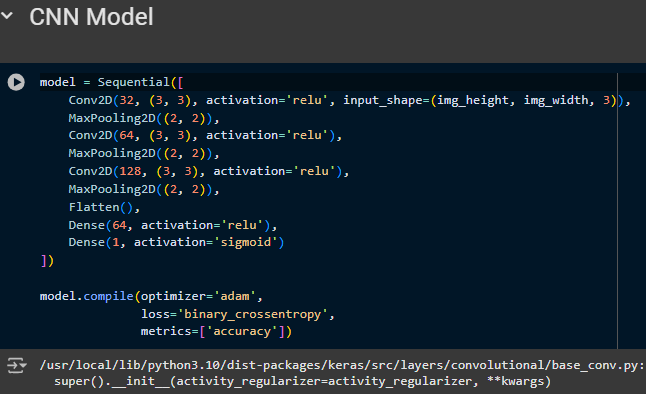 CNN Model
model = Sequential([
    Conv2D(32, (3, 3), activation='relu', input_shape=(img_height, img_width, 3)),
    MaxPooling2D((2, 2)),
    Conv2D(64, (3, 3), activation='relu'),
    MaxPooling2D((2, 2)),
    Conv2D(128, (3, 3), activation='relu'),
    MaxPooling2D((2, 2)),
    Flatten(),
    Dense(64, activation='relu'),
    Dense(1, activation='sigmoid')
])
model.compile(optimizer='adam',
              loss='binary_crossentropy',
              metrics=['accuracy'])
/usr/local/lib/python3.10/dist-packages/keras/src/layers/convolutional/base_conv.py:
  super().__init__(activity_regularizer=activity_regularizer, **kwargs)